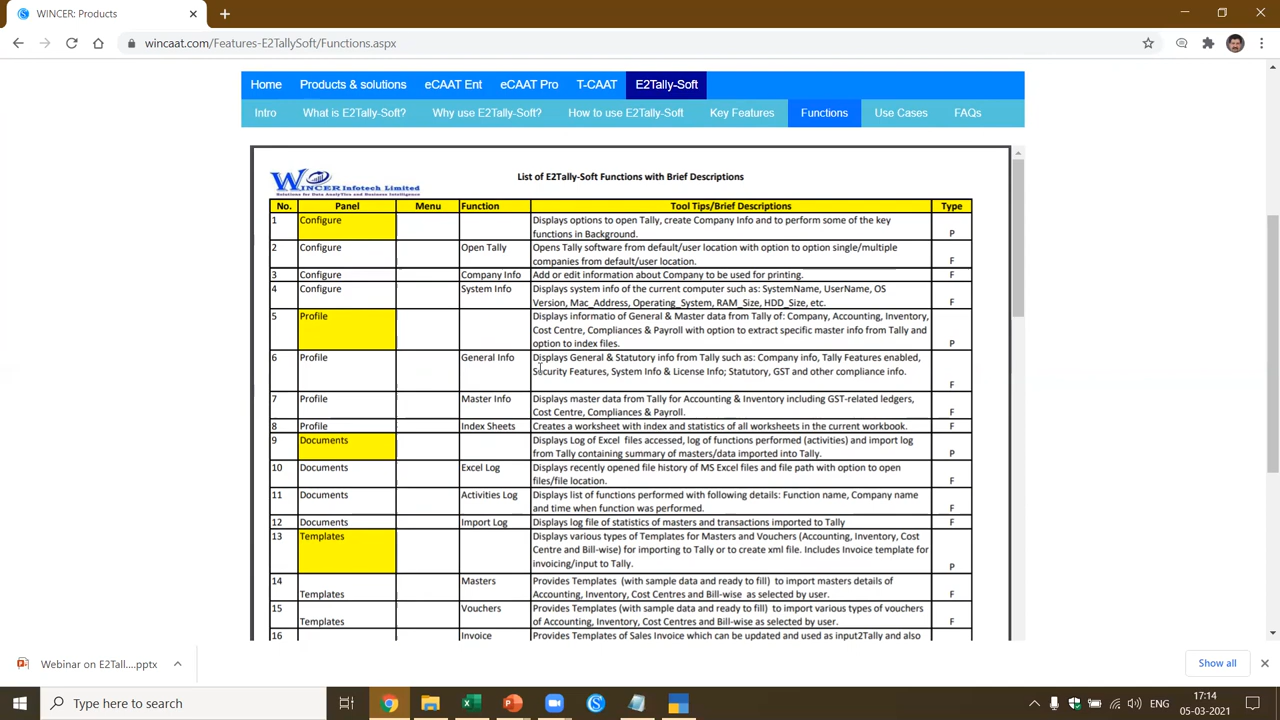 WINCER: Products
wincaat.com/Features-E2TallySoft/Functions.aspx
Home Products & solutions eCAAT Ent eCAAT Pro T-CAAT E2Tally-Soft
Intro What is E2Tally-Soft? Why use E2Tally-Soft? How to use E2Tally-Soft Key Features Functions Use Cases FAQs
WINCER Infotech Limited
Solutions for Data Analytics and Business Intelligence
List of E2Tally-Soft Functions with Brief Descriptions
No. Panel Menu Function Tool Tips/Brief Descriptions Type
1 Configure Displays options to open Tally, create Company Info and to perform some of the key
functions in Background. P
2 Configure Open Tally Opens Tally software from default/user location with option to option single/multiple
companies from default/user location. F
3 Configure Company Info Add or edit information about Company to be used for printing. F
4 Configure System Info Displays system info of the current computer such as: SystemName, UserName, OS
Version, Mac_Address, Operating_System, RAM_Size, HDD_Size, etc. F
5 Profile Displays informatio of General & Master data from Tally of: Company, Accounting, Inventory,
Cost Centre, Compliances & Payroll with option to extract specific master info from Tally and
option to index files. P
6 Profile General Info Displays General & Statutory info from Tally such as: Company info, Tally Features enabled,
Security Features, System Info & License Info; Statutory, GST and other compliance info.
F
7 Profile Master Info Displays master data from Tally for Accounting & Inventory including GST-related ledgers,
Cost Centre, Compliances & Payroll. F
8 Profile Index Sheets Creates a worksheet with index and statistics of all worksheets in the current workbook. F
9 Documents Displays Log of Excel files accessed, log of functions performed (activities) and import log
from Tally containing summary of masters/data imported into Tally. P
10 Documents Excel Log Displays recently opened file history of MS Excel files and file path with option to open
files/file location. F
11 Documents Activities Log Displays list of functions performed with following details: Function name, Company name
and time when function was performed. F
12 Documents Import Log Displays log file of statistics of masters and transactions imported to Tally F
13 Templates Displays various types of Templates for Masters and Vouchers (Accounting, Inventory, Cost
Centre and Bill-wise) for importing to Tally or to create xml file. Includes Invoice template for
invoicing/input to Tally. P
14 Masters Provides Templates (with sample data and ready to fill) to import masters details of
Templates Accounting, Inventory, Cost Centres and Bill-wise as selected by user. F
15 Vouchers Provides Templates (with sample data and ready to fill) to import various types of vouchers
Templates of Accounting, Inventory, Cost Centres and Bill-wise as selected by user. F
16 Invoice Provides Templates of Sales Invoice which can be updated and used as input2Tally and also
Webinar on E2Tall....pptx Show all
Type here to search
17:14
05-03-2021